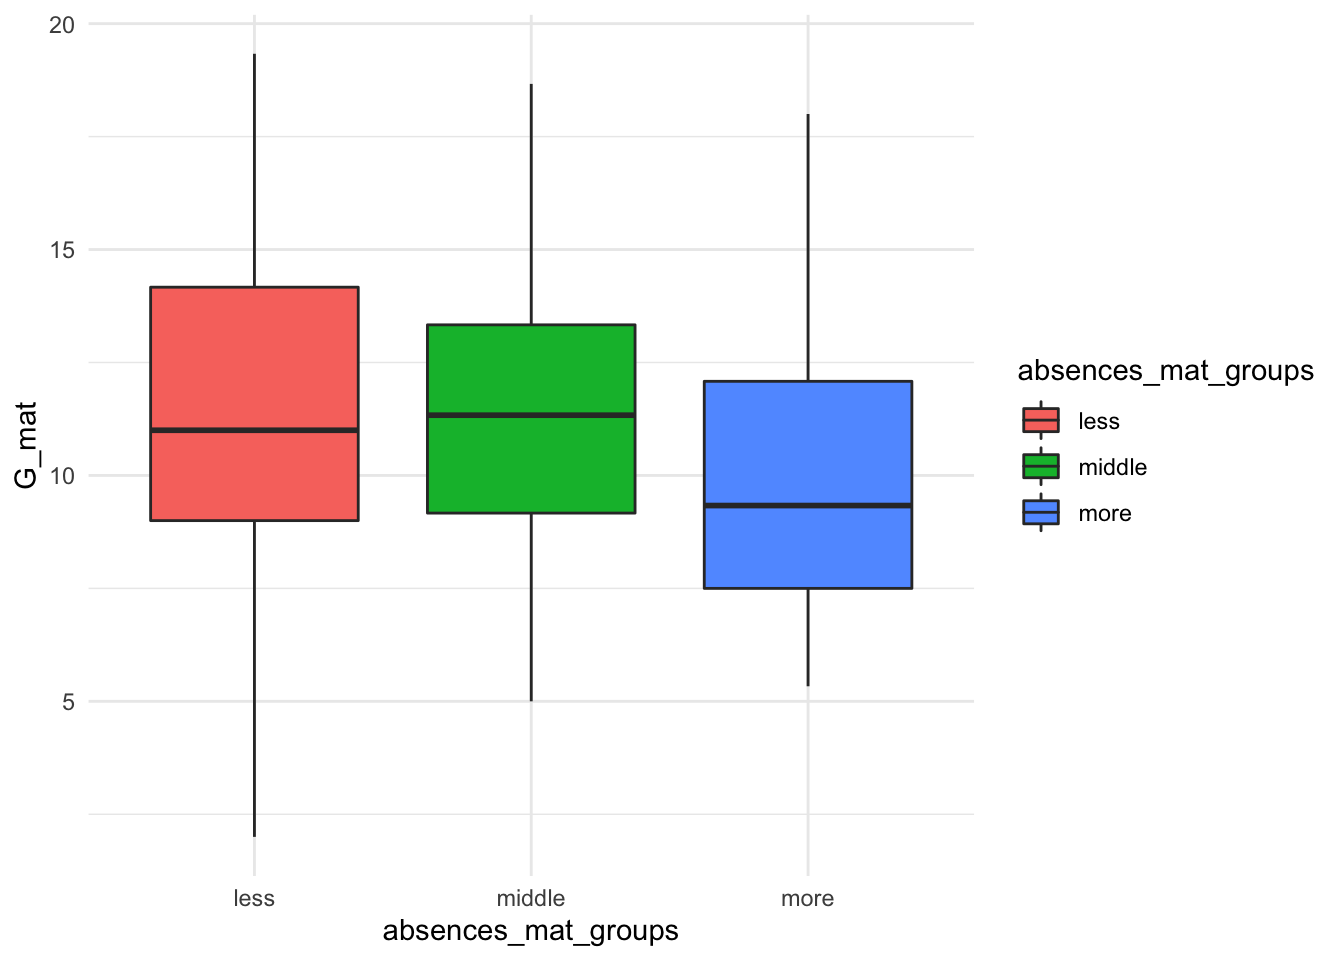 20
15
10
5
G_mat
less
middle
more
absences_mat_groups
absences_mat_groups
less
middle
more